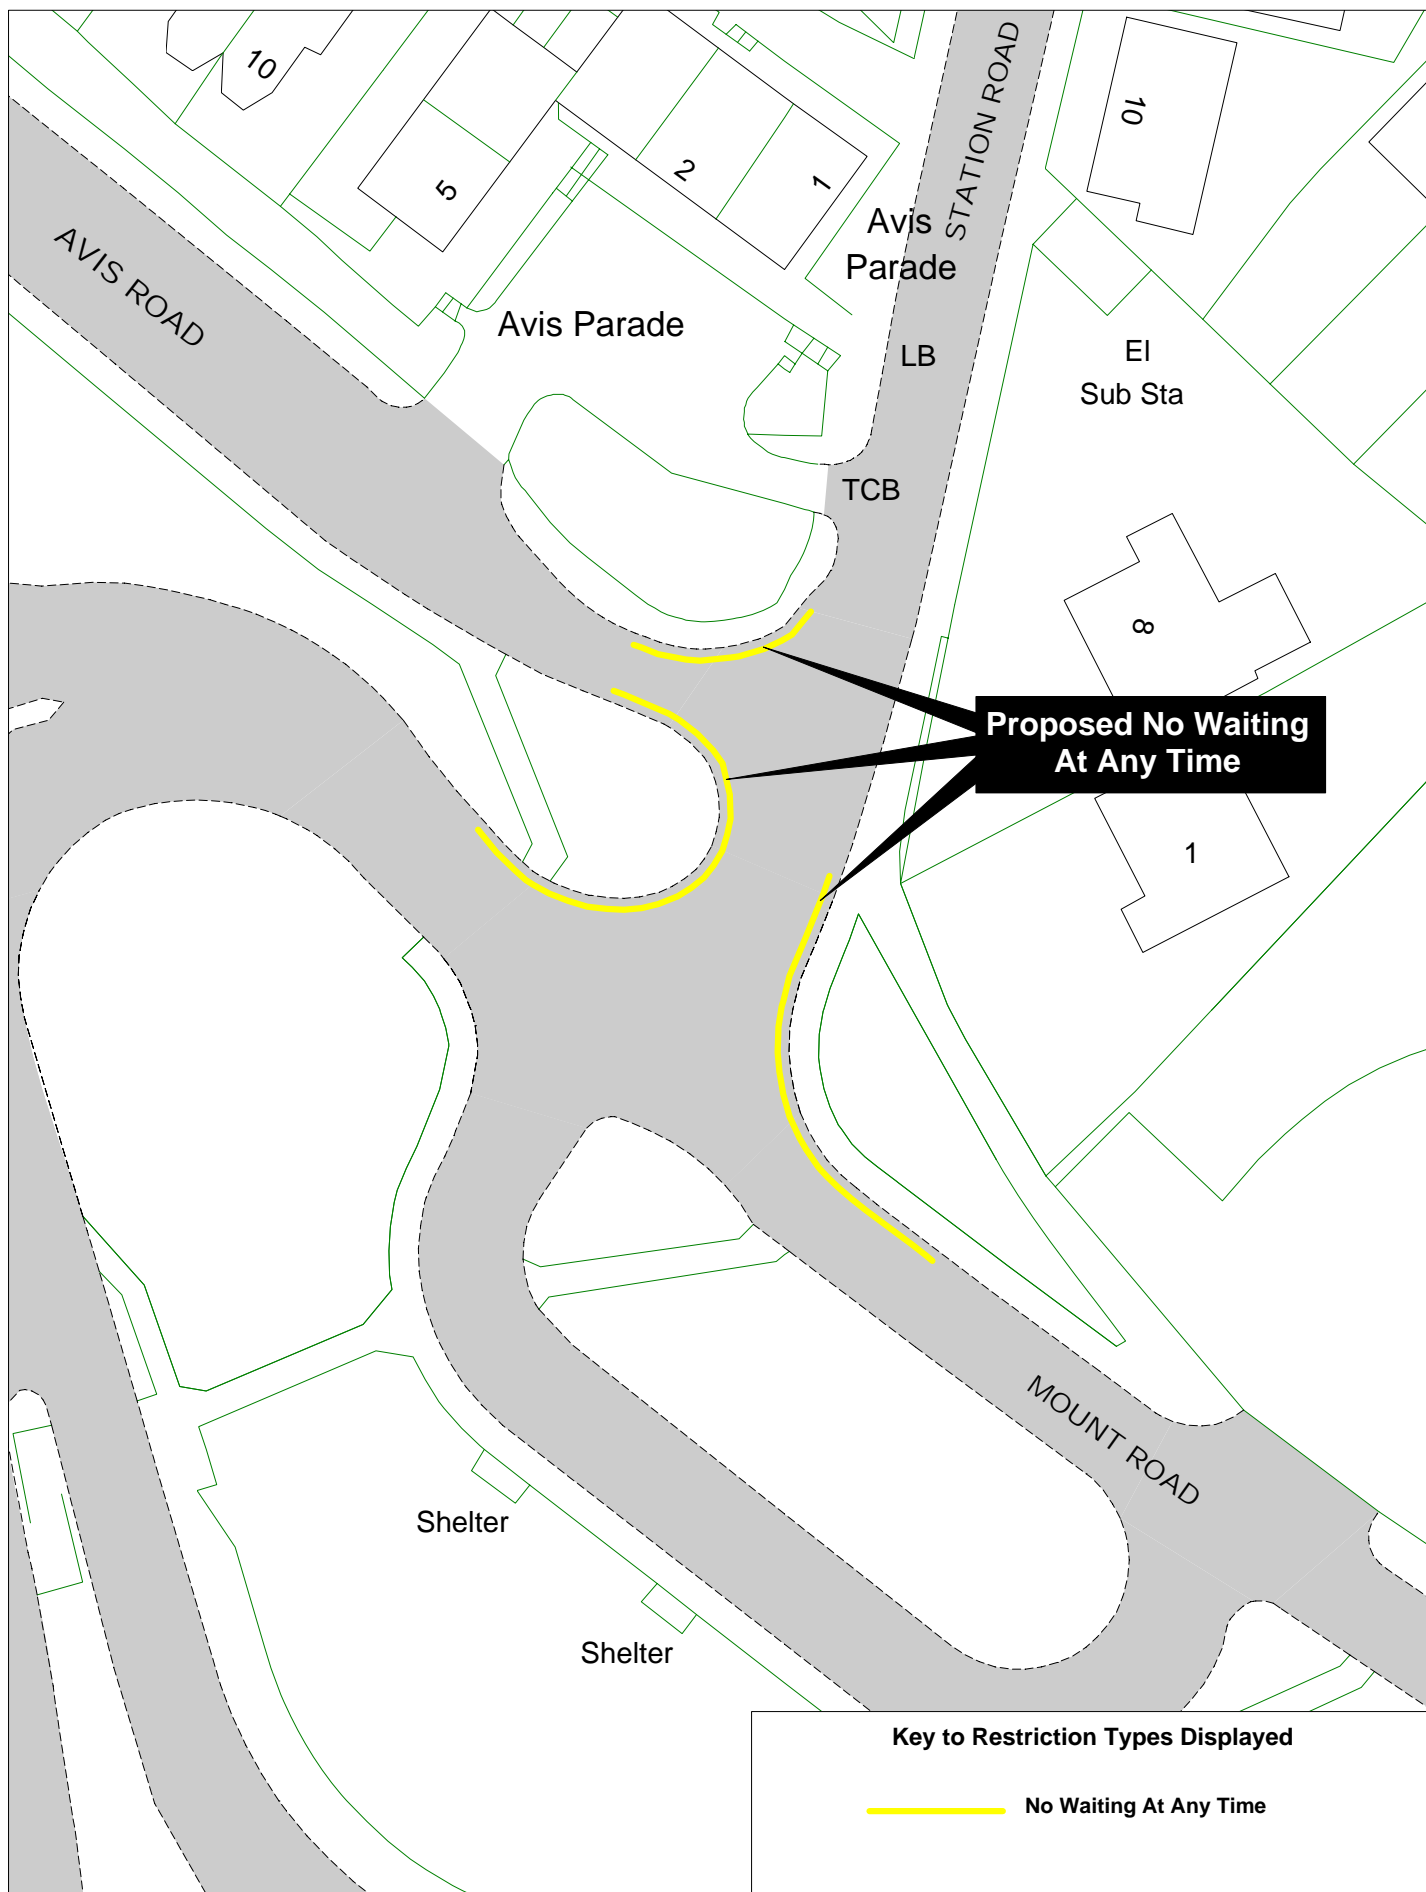 10
STATION ROAD
10
5
2
1
Avis
Parade
AVIS ROAD
Avis Parade
LB
El
Sub Sta
TCB
8
Proposed No Waiting
At Any Time
1
MOUNT ROAD
Shelter
Shelter
Key to Restriction Types Displayed
No Waiting At Any Time